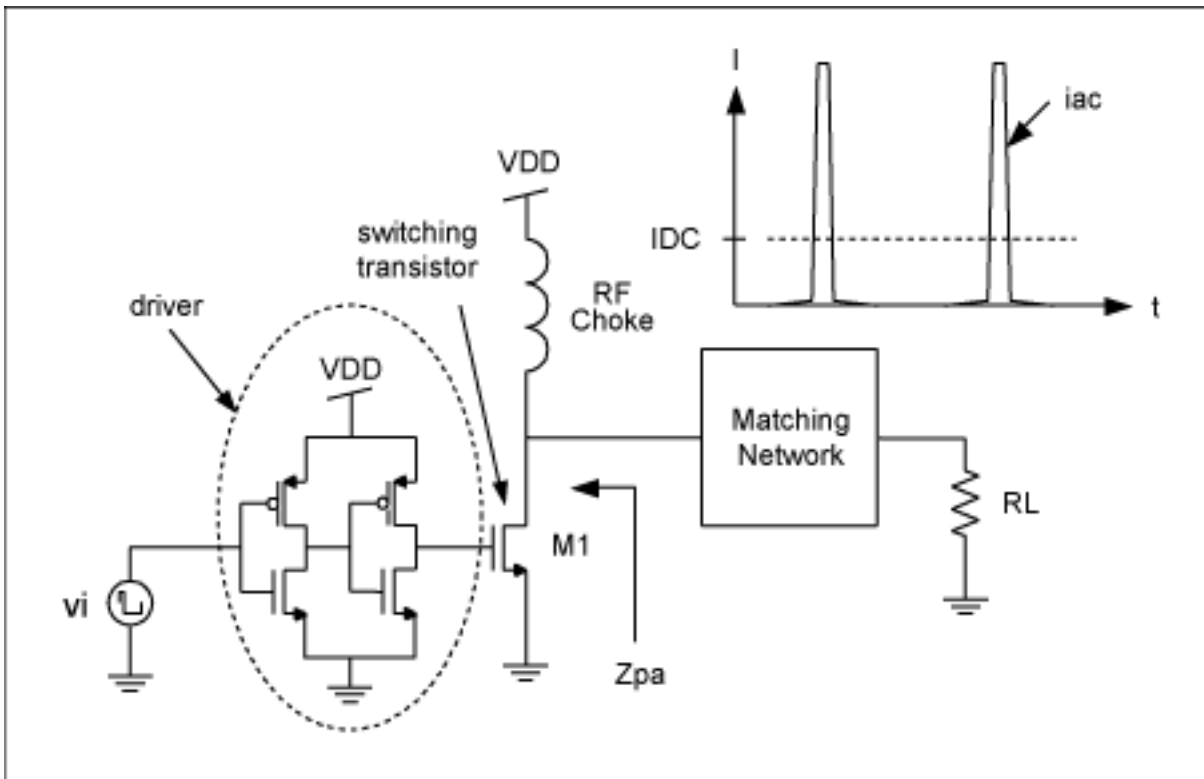 I
iac
VDD
switching
transistor
IDC
RF
Choke
t
driver
VDD
Matching
Network
RL
M1
vi
Zpa